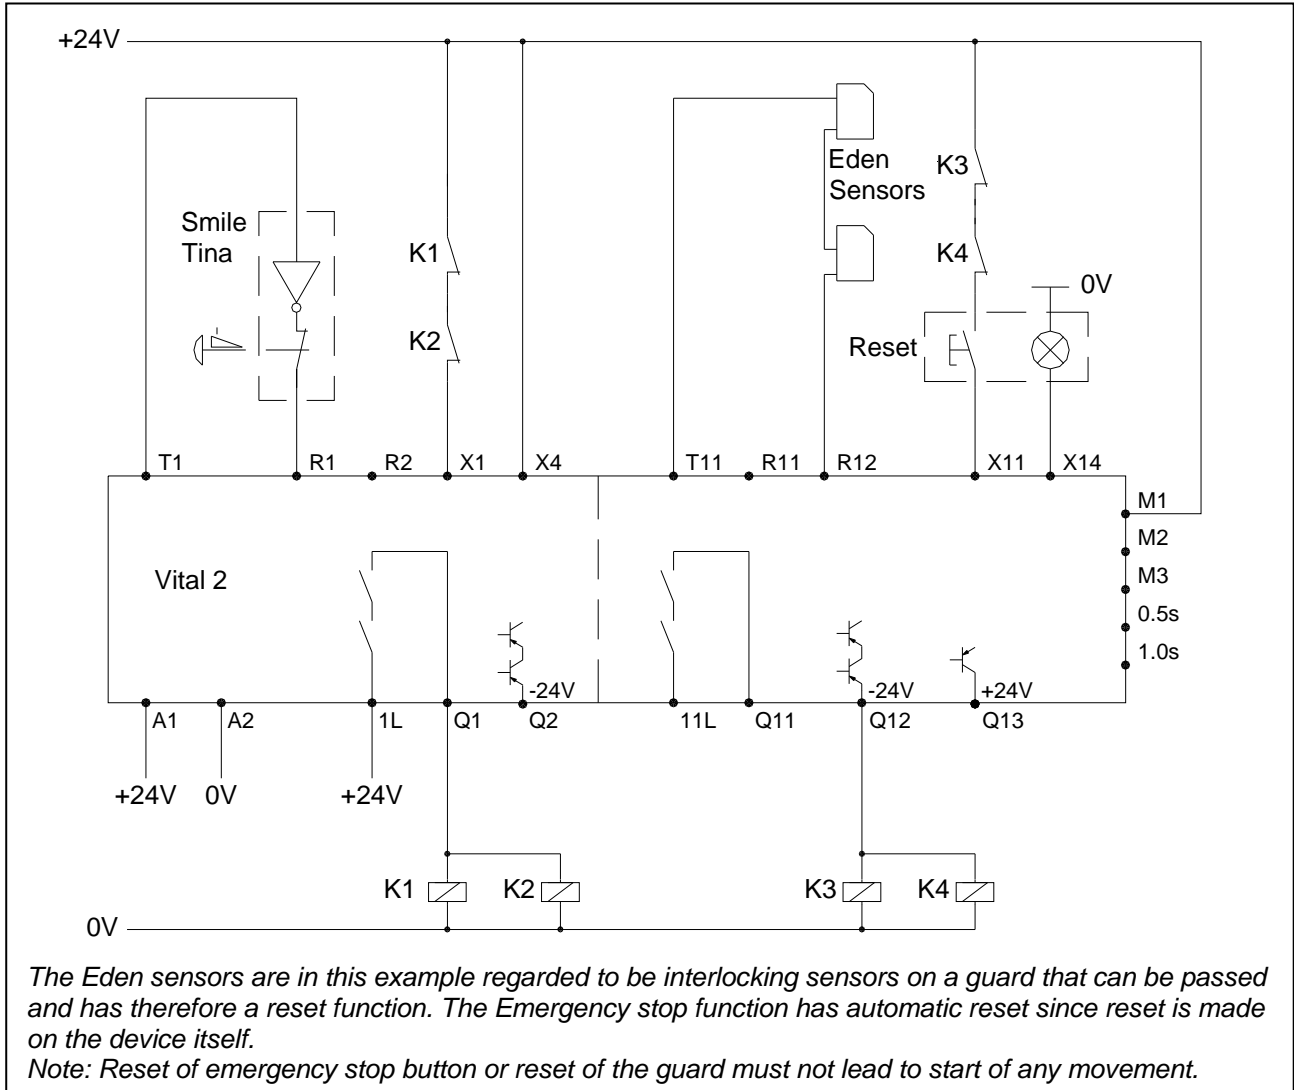 +24V
Smile
Tina
K1
K2
Eden
Sensors
K3
K4
0V
Reset
T1 R1 R2 X1 X4 T11 R11 R12 X11 X14
M1
M2
M3
0.5s
1.0s
Vital 2
-24V -24V +24V
A1 A2 1L Q1 Q2 11L Q11 Q12 Q13
+24V 0V +24V
K1 K2 K3 K4
0V
The Eden sensors are in this example regarded to be interlocking sensors on a guard that can be passed
and has therefore a reset function. The Emergency stop function has automatic reset since reset is made
on the device itself.
Note: Reset of emergency stop button or reset of the guard must not lead to start of any movement.